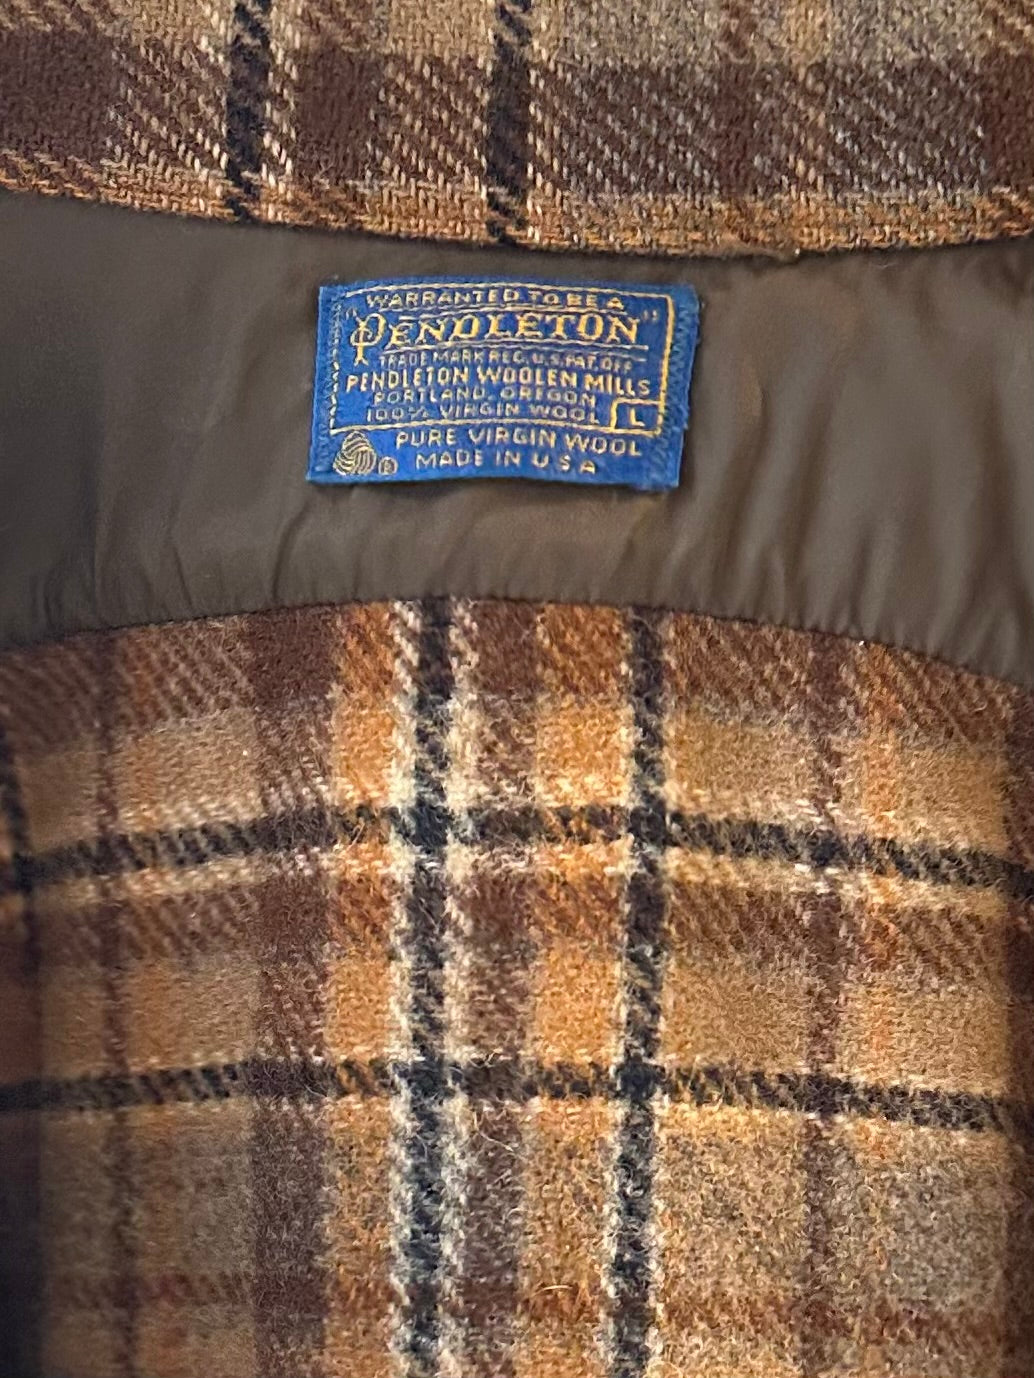 WARRANTED TO BE A
"PENDLETON"
TRADE MARK REG. U.S. PAT. OFF
PENDLETON WOOLEN MILLS
PORTLAND, OREGON
100% VIRGIN WOOL L
PURE VIRGIN WOOL
® MADE IN U S A